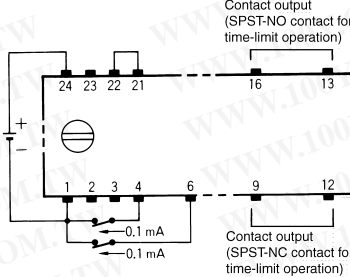 Contact output
(SPST-NO contact for
time-limit operation)
24 23 22 21 16 13
+
−
1 2 3 4 6 9 12
0.1 mA
0.1 mA
Contact output
(SPST-NC contact fo
time-limit operation)